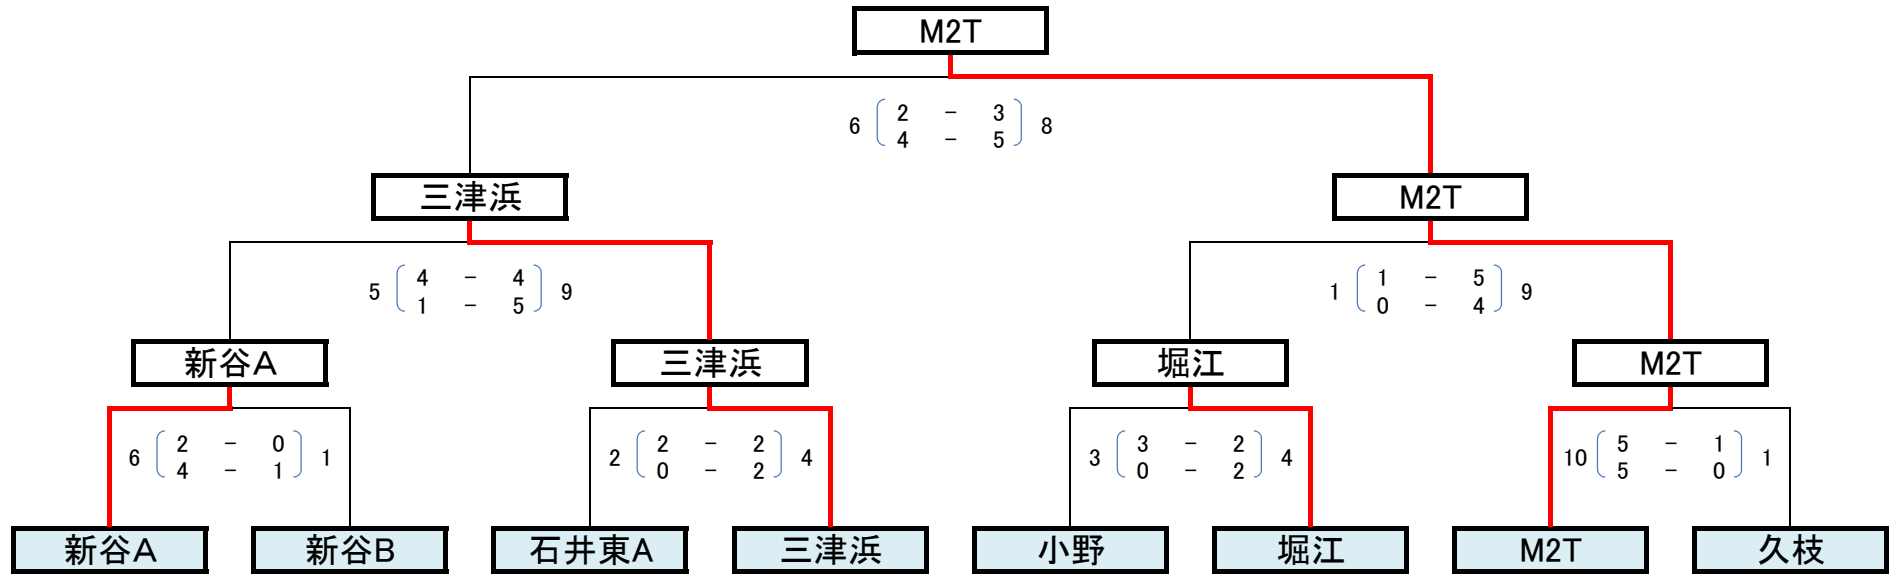 M2T
2 － 3
6 8
4 － 5
三津浜 M2T
4 － 4 1 － 5
5 9 1 9
1 － 5 0 － 4
新谷A 三津浜 堀江 M2T
2 － 0 2 － 2 3 － 2 5 － 1
6 1 2 4 3 4 10 1
4 － 1 0 － 2 0 － 2 5 － 0
新谷A 新谷B 石井東A 三津浜 小野 堀江 M2T 久枝